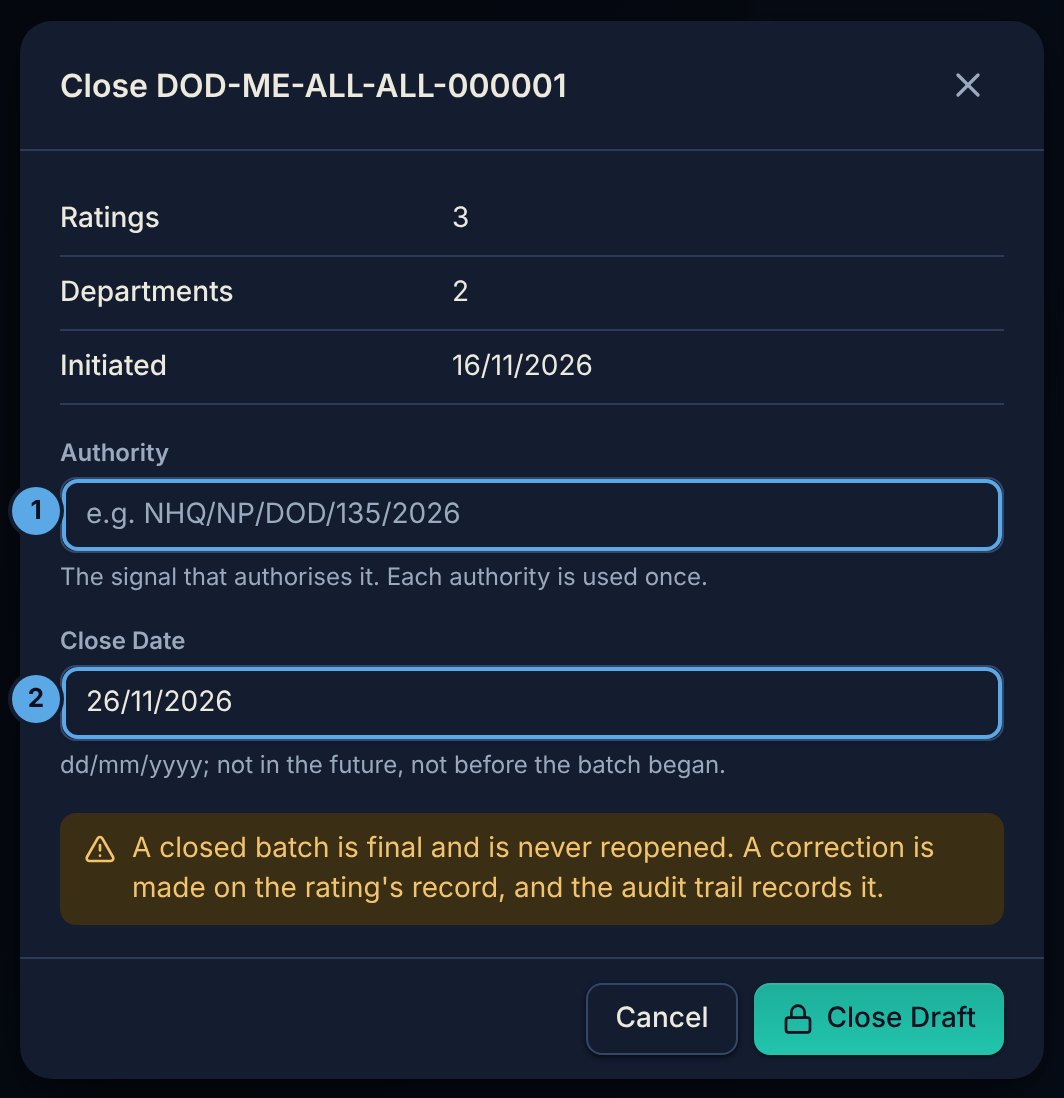 Close DOD-ME-ALL-ALL-000001
Ratings 3
Departments 2
Initiated 16/11/2026
Authority
1 e.g. NHQ/NP/DOD/135/2026
The signal that authorises it. Each authority is used once.
Close Date
2 26/11/2026
dd/mm/yyyy; not in the future, not before the batch began.
A closed batch is final and is never reopened. A correction is
made on the rating's record, and the audit trail records it.
Cancel Close Draft